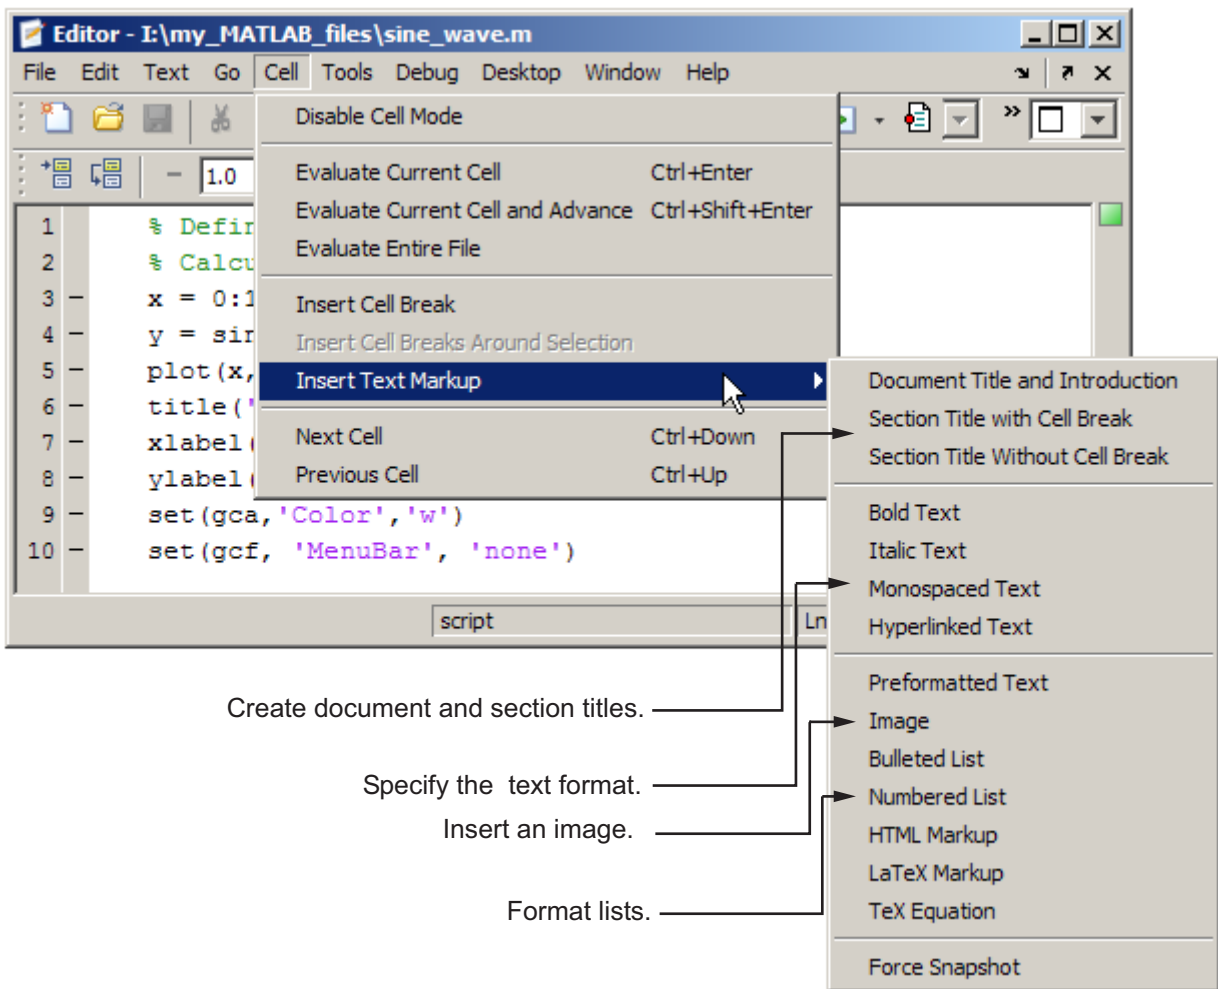 Editor - I:\my_MATLAB_files\sine_wave.m
File Edit Text Go Cell Tools Debug Desktop Window Help
Disable Cell Mode
1.0
Evaluate Current Cell Ctrl+Enter
Evaluate Current Cell and Advance Ctrl+Shift+Enter
Evaluate Entire File
Insert Cell Break
Insert Cell Breaks Around Selection
Insert Text Markup
Next Cell Ctrl+Down
Previous Cell Ctrl+Up
1 % Defin
2 % Calcu
3 - x = 0:1
4 - y = sin
5 - plot(x,
6 - title('
7 - xlabel(
8 - ylabel(
9 - set(gca,'Color','w')
10 - set(gcf, 'MenuBar', 'none')
script Ln
Document Title and Introduction
Section Title with Cell Break
Section Title Without Cell Break
Bold Text
Italic Text
Monospaced Text
Hyperlinked Text
Preformatted Text
Image
Bulleted List
Numbered List
HTML Markup
LaTeX Markup
TeX Equation
Force Snapshot
Create document and section titles.
Specify the text format.
Insert an image.
Format lists.